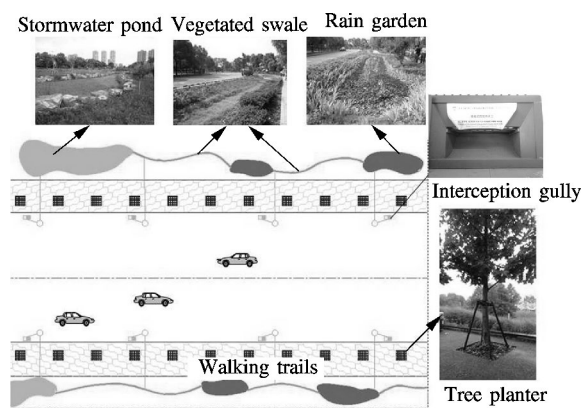 Stormwater pond
Vegetated swale
Rain garden
Interception gully
Walking trails
Tree planter